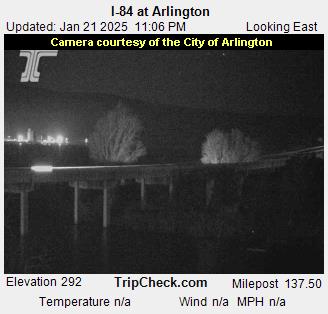 I-84 at Arlington
Updated: Jan 21 2025 11:06 PM Looking East
Camera courtesy of the City of Arlington
Elevation 292 TripCheck.com Milepost 137.50
Temperature n/a Wind n/a MPH n/a